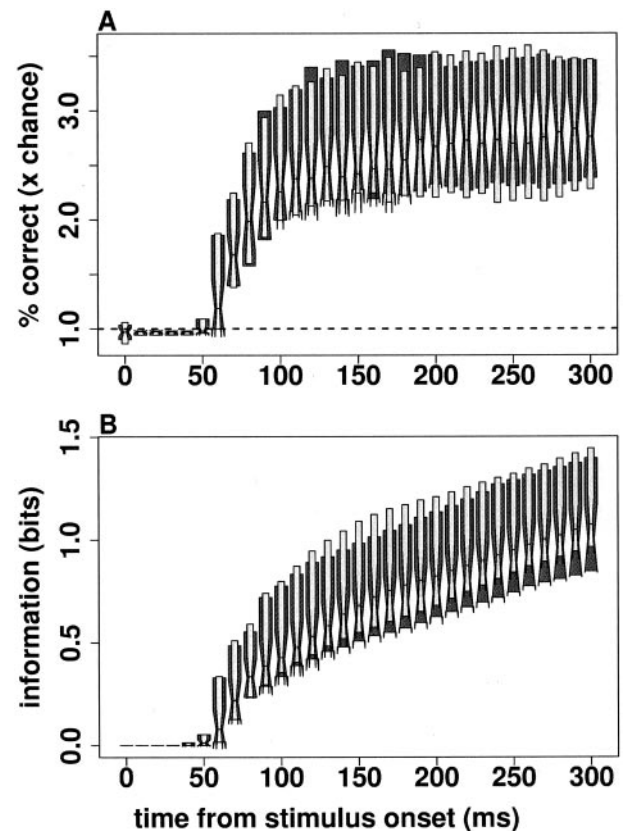 A
% correct (x chance)
3.0
2.0
1.0
0 50 100 150 200 250 300
B
information (bits)
1.5
1.0
0.5
0.0
0 50 100 150 200 250 300
time from stimulus onset (ms)